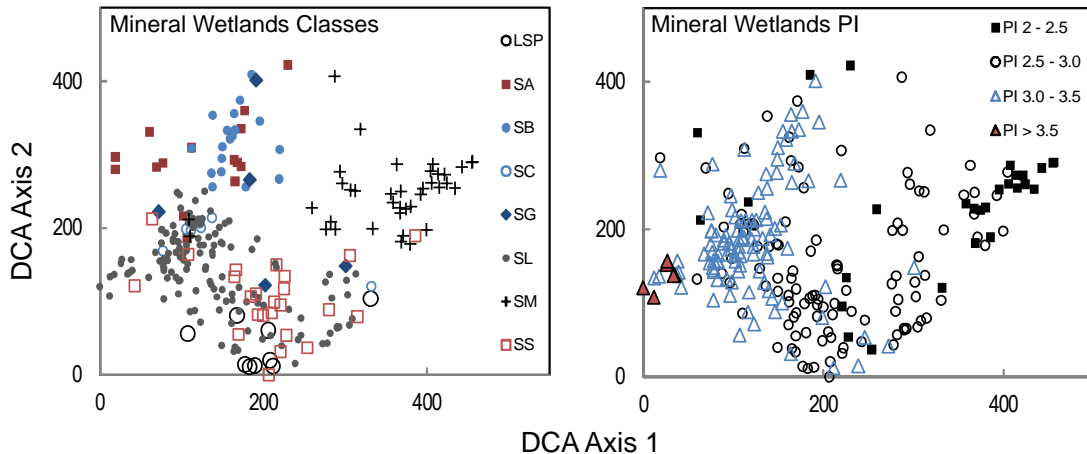 Mineral Wetlands Classes
LSP
SA
SB
SC
SG
SL
SM
SS
400
200
0
0
200
400
DCA Axis 2
Mineral Wetlands PI
PI 2 - 2.5
PI 2.5 - 3.0
PI 3.0 - 3.5
PI > 3.5
400
200
0
0
200
400
DCA Axis 1